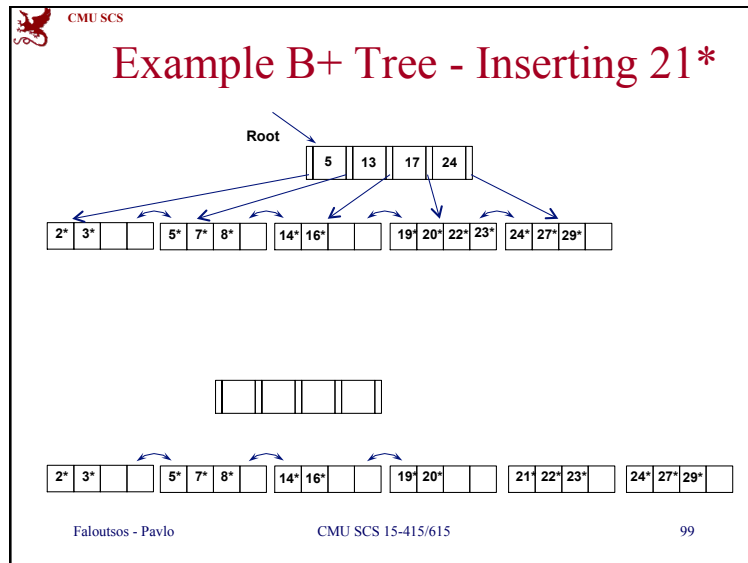 CMU SCS
Example B+ Tree - Inserting 21*
Root
5 13 17 24
2* 3* 5* 7* 8* 14* 16* 19* 20* 22* 23* 24* 27* 29*
2* 3* 5* 7* 8* 14* 16* 19* 20* 21* 22* 23* 24* 27* 29*
Faloutsos - Pavlo CMU SCS 15-415/615 99